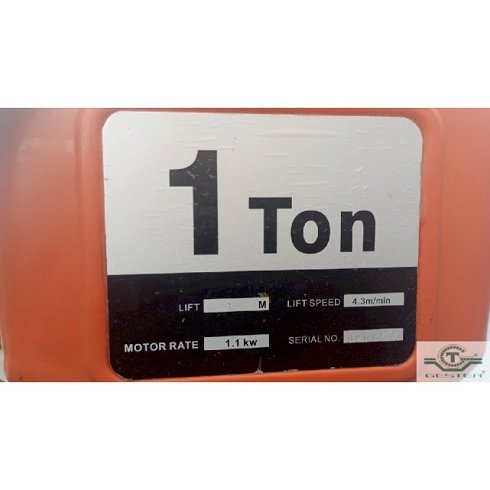 1 Ton
LIFT M LIFT SPEED 4.3m/min
MOTOR RATE 1.1 kw SERIAL NO.
GESTER